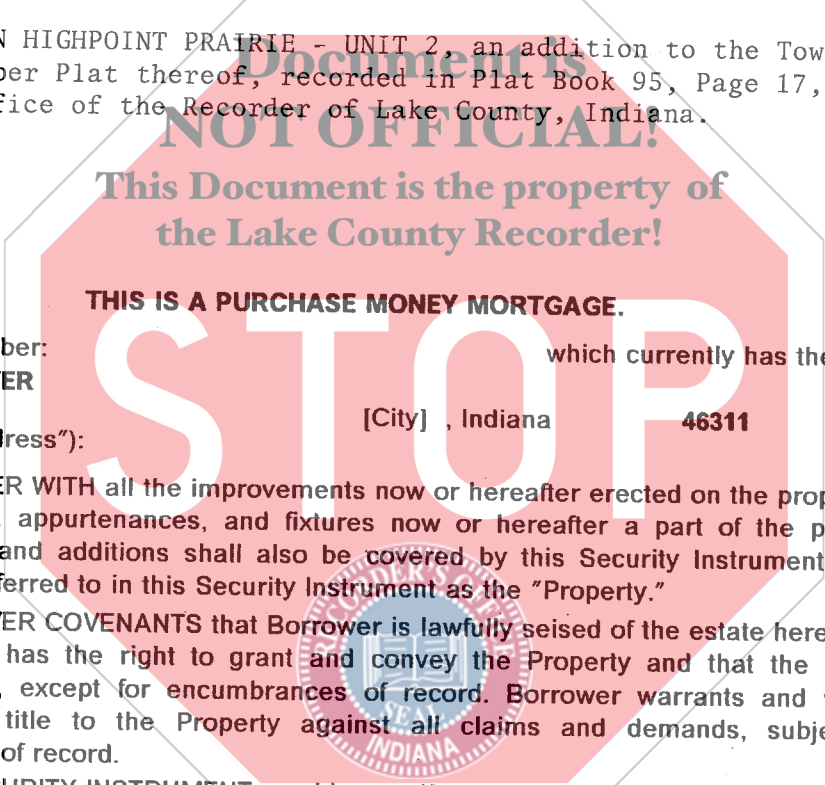 N HIGHPOINT PRAIRIE - UNIT 2, an addition to the Tow
per Plat thereof, recorded in Plat Book 95, Page 17,
fice of the Recorder of Lake County, Indiana.
Document is
NOT OFFICIAL!
This Document is the property of
the Lake County Recorder!
THIS IS A PURCHASE MONEY MORTGAGE.
STOP
ber: which currently has the
ER
[City] , Indiana 46311
ress"):
ER WITH all the improvements now or hereafter erected on the prop
, appurtenances, and fixtures now or hereafter a part of the p
and additions shall also be covered by this Security Instrument
ferred to in this Security Instrument as the "Property."
ER COVENANTS that Borrower is lawfully seised of the estate here
has the right to grant and convey the Property and that the
, except for encumbrances of record. Borrower warrants and
title to the Property against all claims and demands, subje
of record.
URITY INSTRUMENT
RECORDER'S OFFICE
SEAL
INDIANA